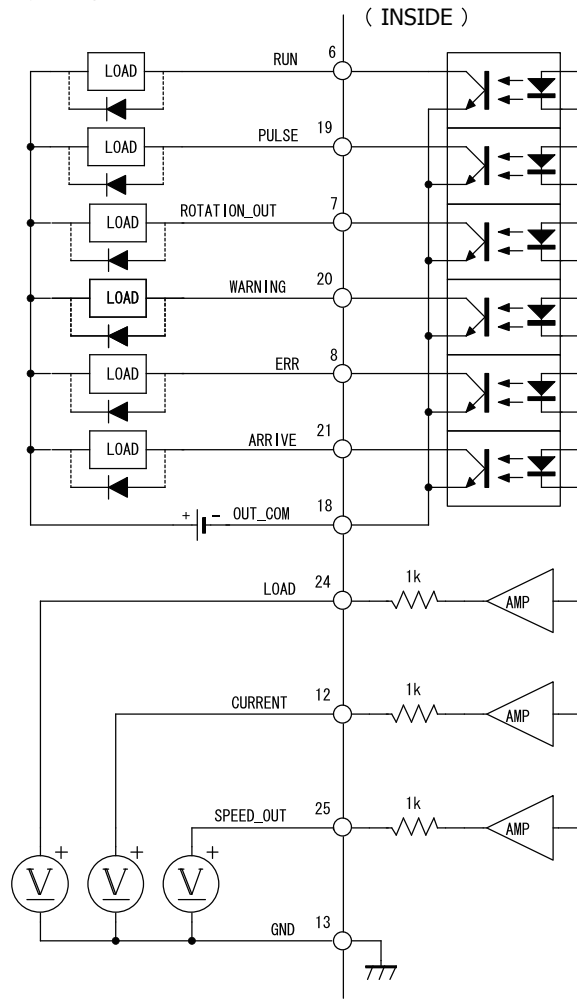 ( INSIDE )
LOAD RUN 6
LOAD PULSE 19
LOAD ROTATION_OUT 7
LOAD WARNING 20
LOAD ERR 8
LOAD ARRIVE 21
+ - OUT_COM 18
LOAD 24 1k AMP
CURRENT 12 1k AMP
SPEED_OUT 25 1k AMP
V + V + V +
GND 13